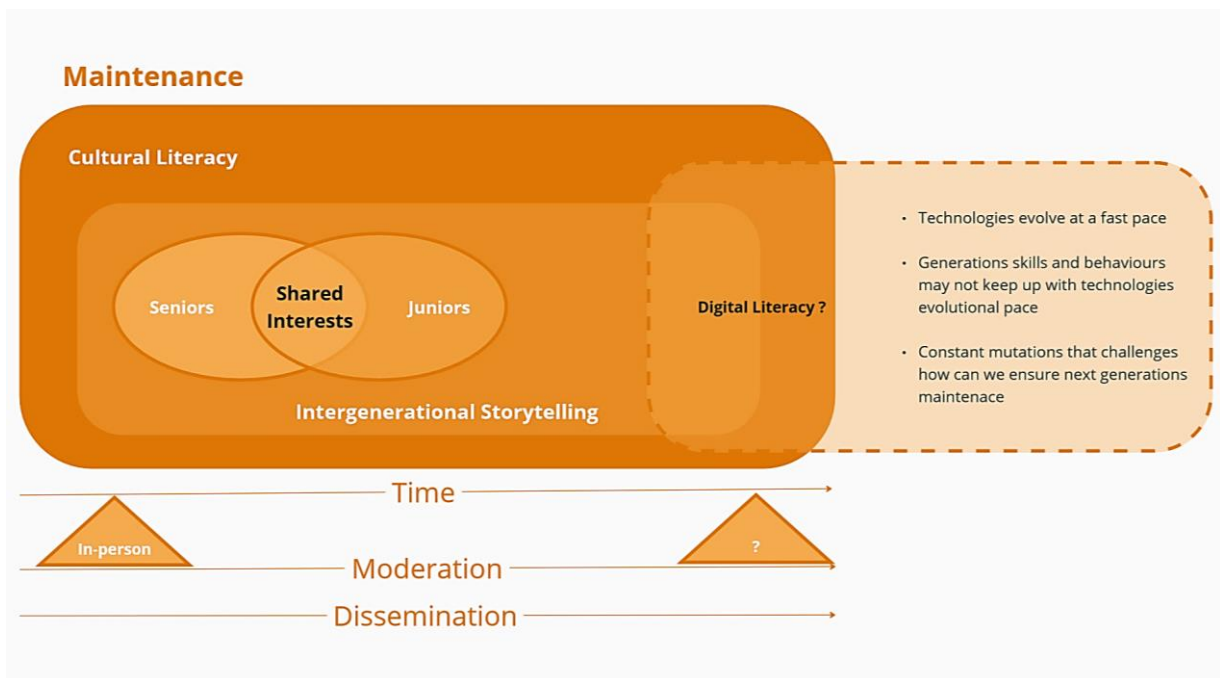 Maintenance
Cultural Literacy
Seniors
Shared
Interests
Juniors
Intergenerational Storytelling
Digital Literacy ?
• Technologies evolve at a fast pace
• Generations skills and behaviours
may not keep up with technologies
evolutional pace
• Constant mutations that challenges
how can we ensure next generations
maintenace
Time
In-person
?
Moderation
Dissemination